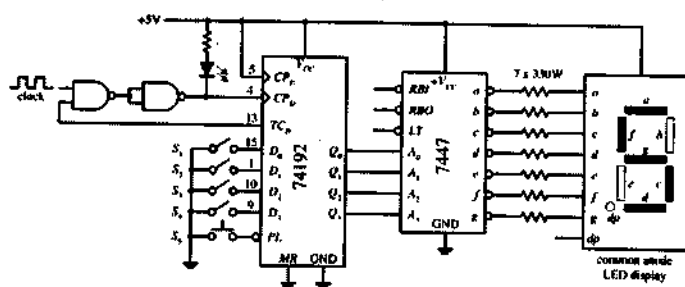 +5V
clock
5
4
13
15
1
10
9
CP_U
CP_D
TC_D
D_0
D_1
D_2
D_3
PL
S_1
S_2
S_3
S_4
S_5
V_CC
74192
Q_0
Q_1
Q_2
Q_3
MR GND
+V_CC
RBI
RBO
LT
A_0
A_1
A_2
A_3
7447
a
b
c
d
e
f
g
GND
7 x 330W
a
b
c
d
e
f
g
dp
a
f b
g
e c
d
dp
common anode
LED display